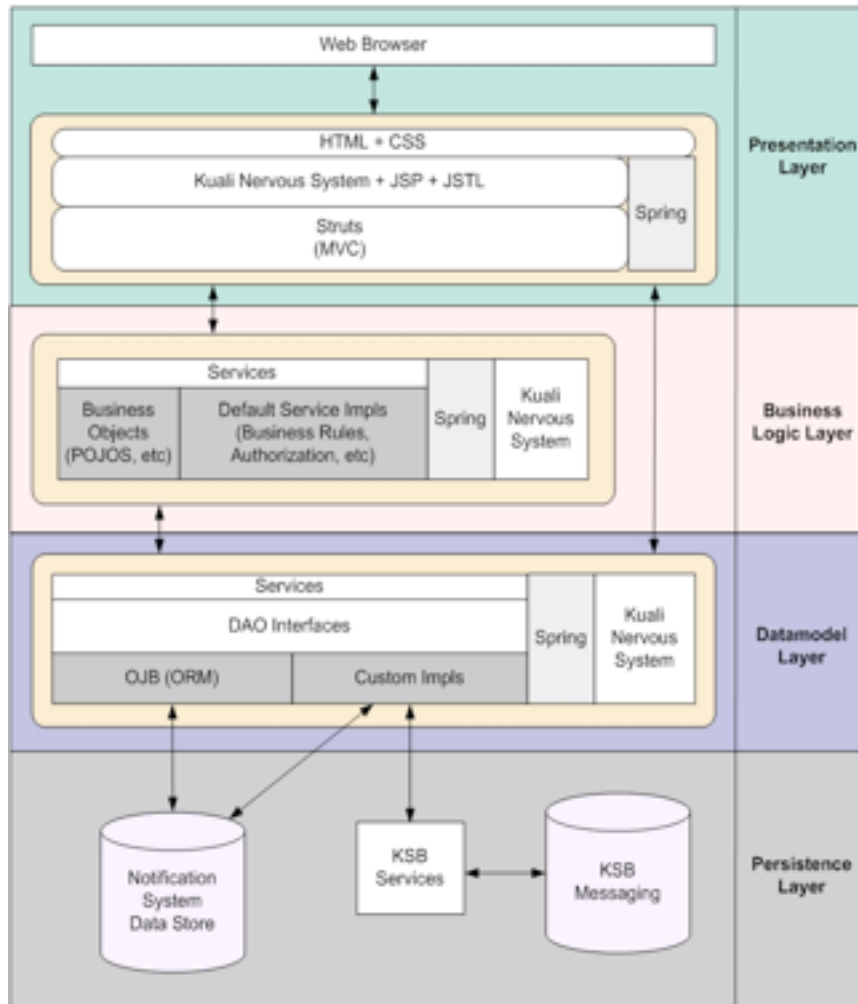 Web Browser
HTML + CSS
Kuali Nervous System + JSP + JSTL
Struts
(MVC)
Spring
Presentation
Layer
Services
Business
Objects
(POJOS, etc)
Default Service Impls
(Business Rules,
Authorization, etc)
Spring
Kuali
Nervous
System
Business
Logic Layer
Services
DAO Interfaces
OJB (ORM)
Custom Impls
Spring
Kuali
Nervous
System
Datamodel
Layer
Notification
System
Data Store
KSB
Services
KSB
Messaging
Persistence
Layer